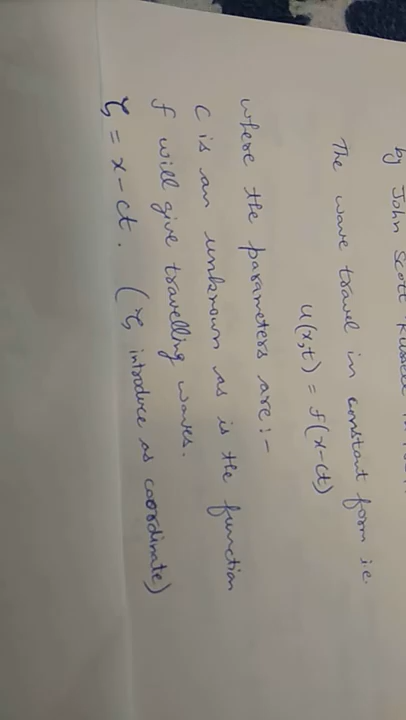 by John Scott Russell
The wave travel in constant form i.e.
u(x,t) = f(x-ct)
where the parameters are:-
c is an unknown as is the function
f will give travelling waves.
ζ = x-ct. (ζ introduce as coordinate)